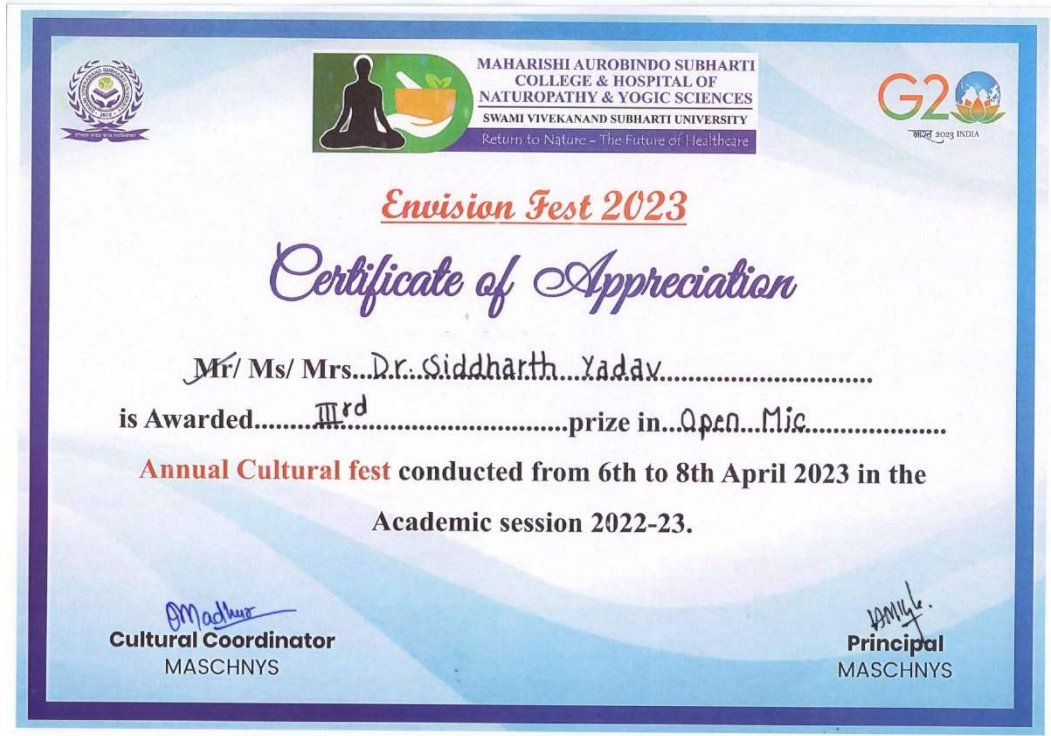 MAHARISHI AUROBINDO SUBHARTI
COLLEGE & HOSPITAL OF
NATUROPATHY & YOGIC SCIENCES
SWAMI VIVEKANAND SUBHARTI UNIVERSITY
Return to Nature – The Future of Healthcare
G20
भारत 2023 INDIA
Envision Fest 2023
Certificate of Appreciation
Mr/ Ms/ Mrs...Dr. Siddharth Yadav...
is Awarded...IIIrd...prize in...Open Mic...
Annual Cultural fest conducted from 6th to 8th April 2023 in the
Academic session 2022-23.
Cultural Coordinator
MASCHNYS
Principal
MASCHNYS